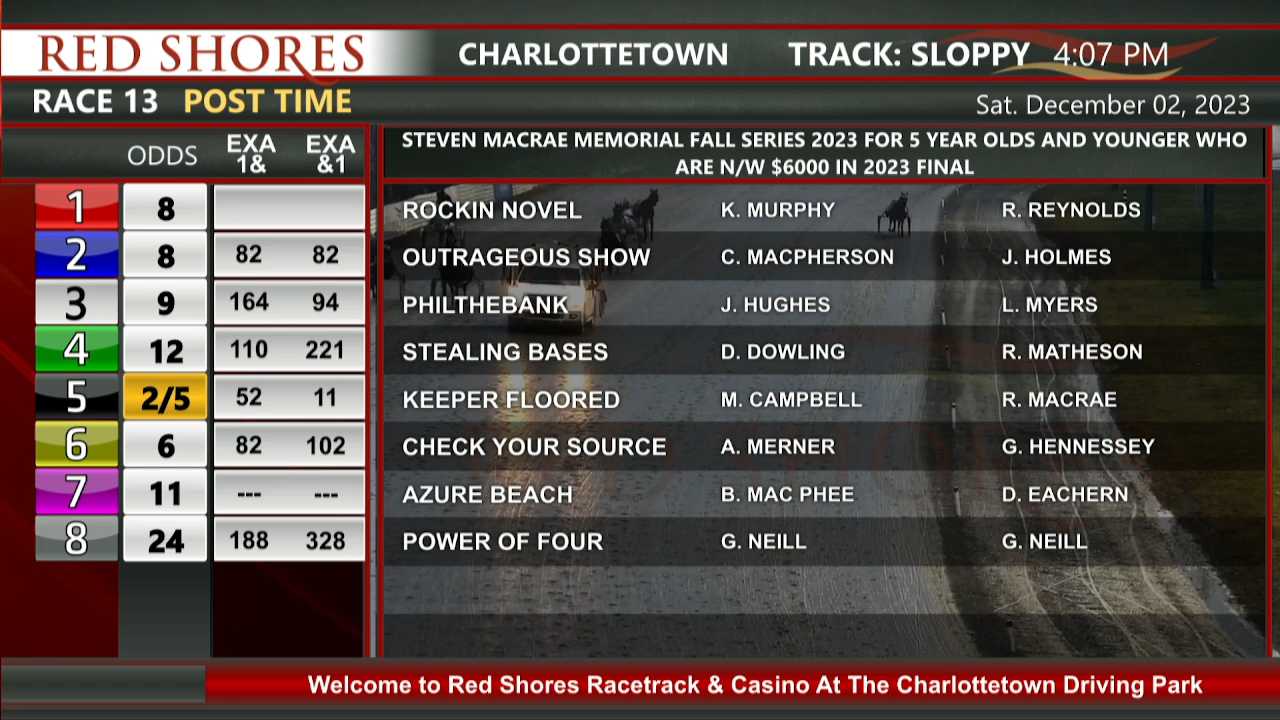 RED SHORES CHARLOTTETOWN TRACK: SLOPPY 4:07 PM
RACE 13 POST TIME Sat. December 02, 2023
ODDS EXA 1& EXA &1
STEVEN MACRAE MEMORIAL FALL SERIES 2023 FOR 5 YEAR OLDS AND YOUNGER WHO
ARE N/W $6000 IN 2023 FINAL
1 8 ROCKIN NOVEL K. MURPHY R. REYNOLDS
2 8 82 82 OUTRAGEOUS SHOW C. MACPHERSON J. HOLMES
3 9 164 94 PHILTHEBANK J. HUGHES L. MYERS
4 12 110 221 STEALING BASES D. DOWLING R. MATHESON
5 2/5 52 11 KEEPER FLOORED M. CAMPBELL R. MACRAE
6 6 82 102 CHECK YOUR SOURCE A. MERNER G. HENNESSEY
7 11 --- --- AZURE BEACH B. MAC PHEE D. EACHERN
8 24 188 328 POWER OF FOUR G. NEILL G. NEILL
Welcome to Red Shores Racetrack & Casino At The Charlottetown Driving Park